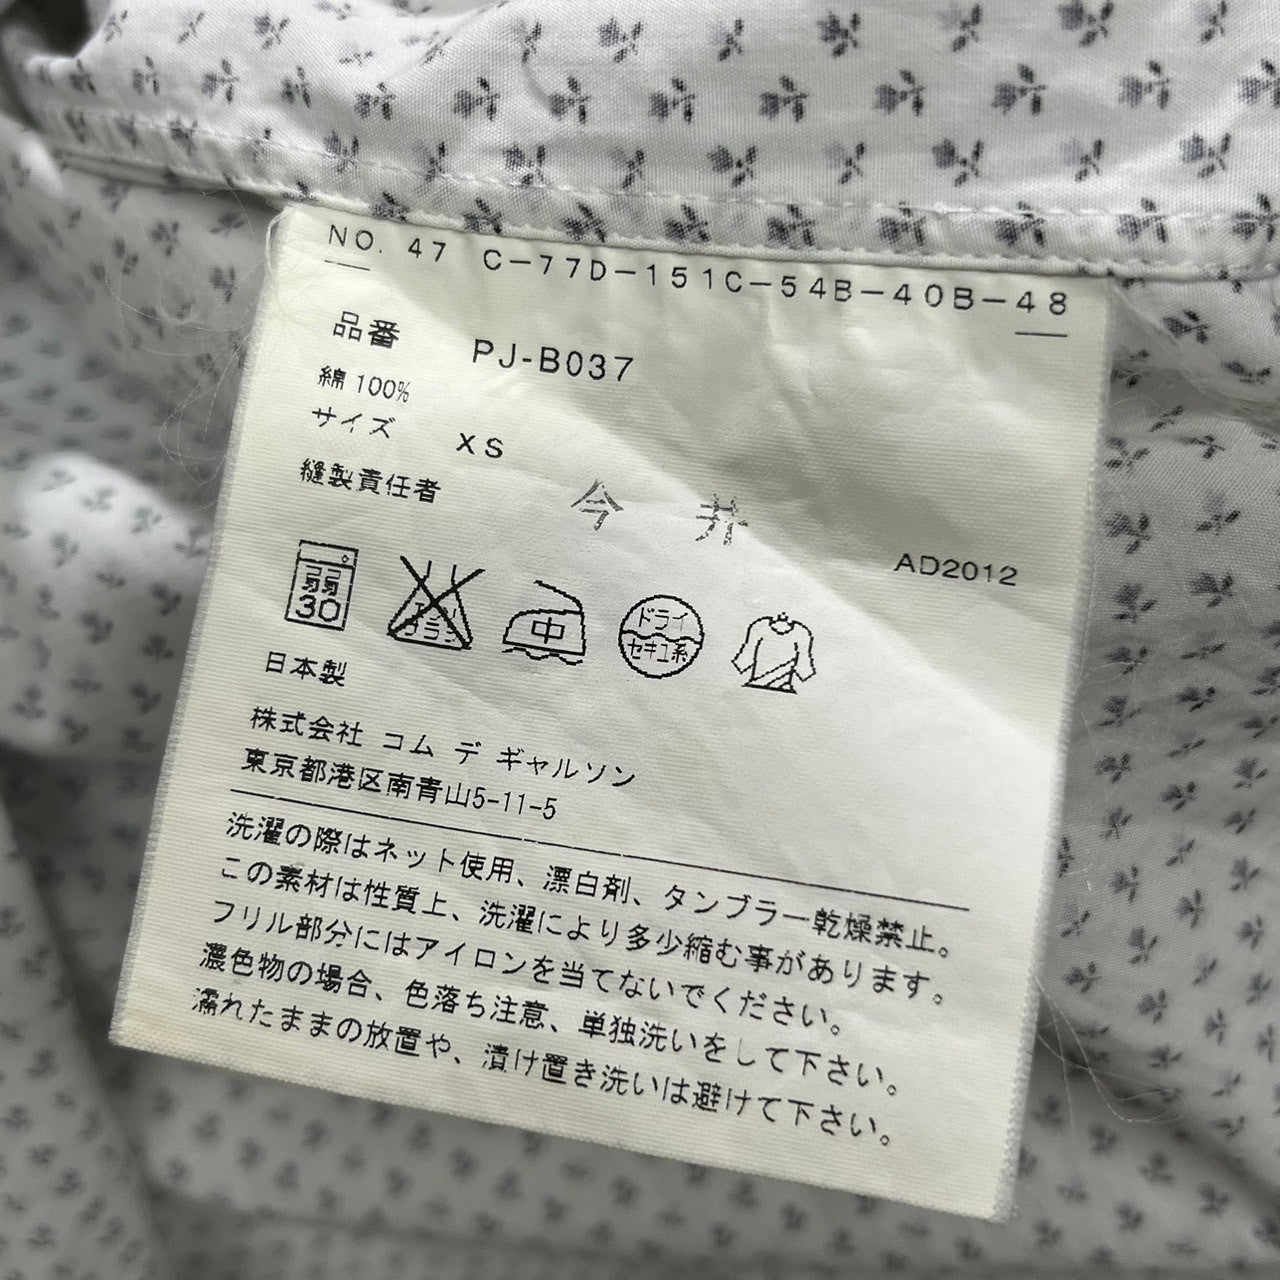 NO. 47 C-77D-151C-54B-40B-48
品番 PJ-B037
綿 100%
サイズ XS
縫製責任者 今井
AD2012
弱
30
エンソ
サラシ
中
ドライ
セキユ系
日本製
株式会社 コム デ ギャルソン
東京都港区南青山5-11-5
洗濯の際はネット使用、漂白剤、タンブラー乾燥禁止。
この素材は性質上、洗濯により多少縮む事があります。
フリル部分にはアイロンを当てないでください。
濃色物の場合、色落ち注意、単独洗いをして下さい。
濡れたままの放置や、漬け置き洗いは避けて下さい。